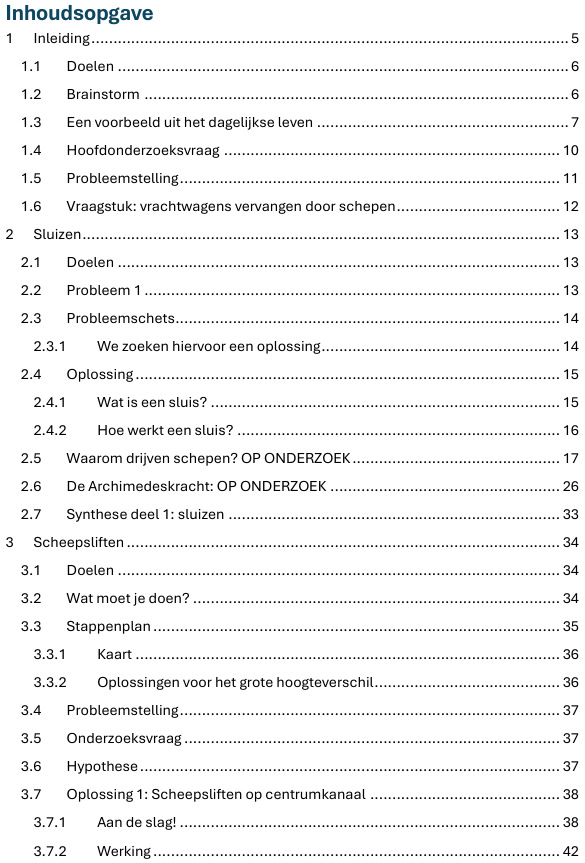 Inhoudsopgave
1 Inleiding 5
1.1 Doelen 6
1.2 Brainstorm 6
1.3 Een voorbeeld uit het dagelijkse leven 7
1.4 Hoofdonderzoeksvraag 10
1.5 Probleemstelling 11
1.6 Vraagstuk: vrachtwagens vervangen door schepen 12
2 Sluizen 13
2.1 Doelen 13
2.2 Probleem 1 13
2.3 Probleemschets 14
2.3.1 We zoeken hiervoor een oplossing 14
2.4 Oplossing 15
2.4.1 Wat is een sluis? 15
2.4.2 Hoe werkt een sluis? 16
2.5 Waarom drijven schepen? OP ONDERZOEK 17
2.6 De Archimedeskracht: OP ONDERZOEK 26
2.7 Synthese deel 1: sluizen 33
3 Scheepsliften 34
3.1 Doelen 34
3.2 Wat moet je doen? 34
3.3 Stappenplan 35
3.3.1 Kaart 36
3.3.2 Oplossingen voor het grote hoogteverschil 36
3.4 Probleemstelling 37
3.5 Onderzoeksvraag 37
3.6 Hypothese 37
3.7 Oplossing 1: Scheepsliften op centrumkanaal 38
3.7.1 Aan de slag! 38
3.7.2 Werking 42